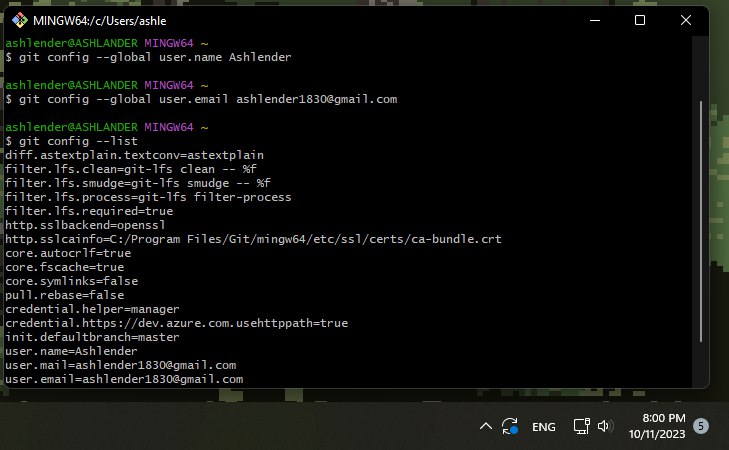 MINGW64:/c/Users/ashle
ashlender@ASHLANDER MINGW64 ~
$ git config --global user.name Ashlender
ashlender@ASHLANDER MINGW64 ~
$ git config --global user.email ashlender1830@gmail.com
ashlender@ASHLANDER MINGW64 ~
$ git config --list
diff.astextplain.textconv=astextplain
filter.lfs.clean=git-lfs clean -- %f
filter.lfs.smudge=git-lfs smudge -- %f
filter.lfs.process=git-lfs filter-process
filter.lfs.required=true
http.sslbackend=openssl
http.sslcainfo=C:/Program Files/Git/mingw64/etc/ssl/certs/ca-bundle.crt
core.autocrlf=true
core.fscache=true
core.symlinks=false
pull.rebase=false
credential.helper=manager
credential.https://dev.azure.com.usehttppath=true
init.defaultbranch=master
user.name=Ashlender
user.mail=ashlender1830@gmail.com
user.email=ashlender1830@gmail.com
ENG
8:00 PM
10/11/2023
5